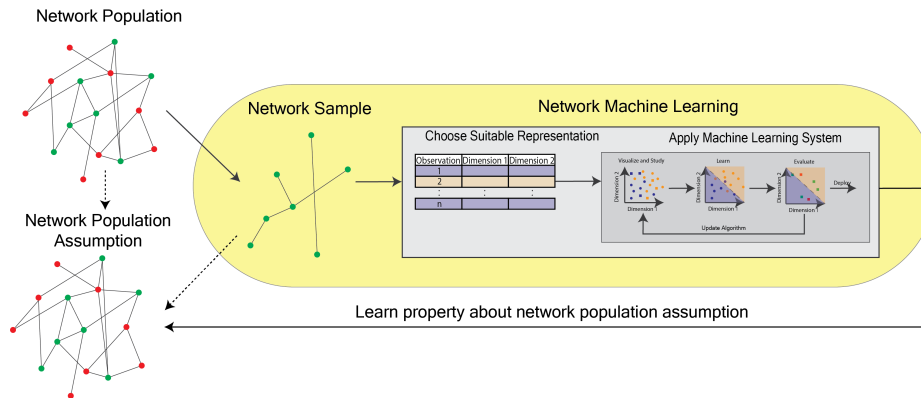 Network Population
Network Sample
Network Machine Learning
Choose Suitable Representation
Apply Machine Learning System
Observation Dimension 1 Dimension 2
1
2
: : :
n
Visualize and Study
Dimension 2
Dimension 1
Learn
Dimension 2
Dimension 1
Evaluate
Dimension 2
Dimension 1
Deploy
Update Algorithm
Network Population
Assumption
Learn property about network population assumption